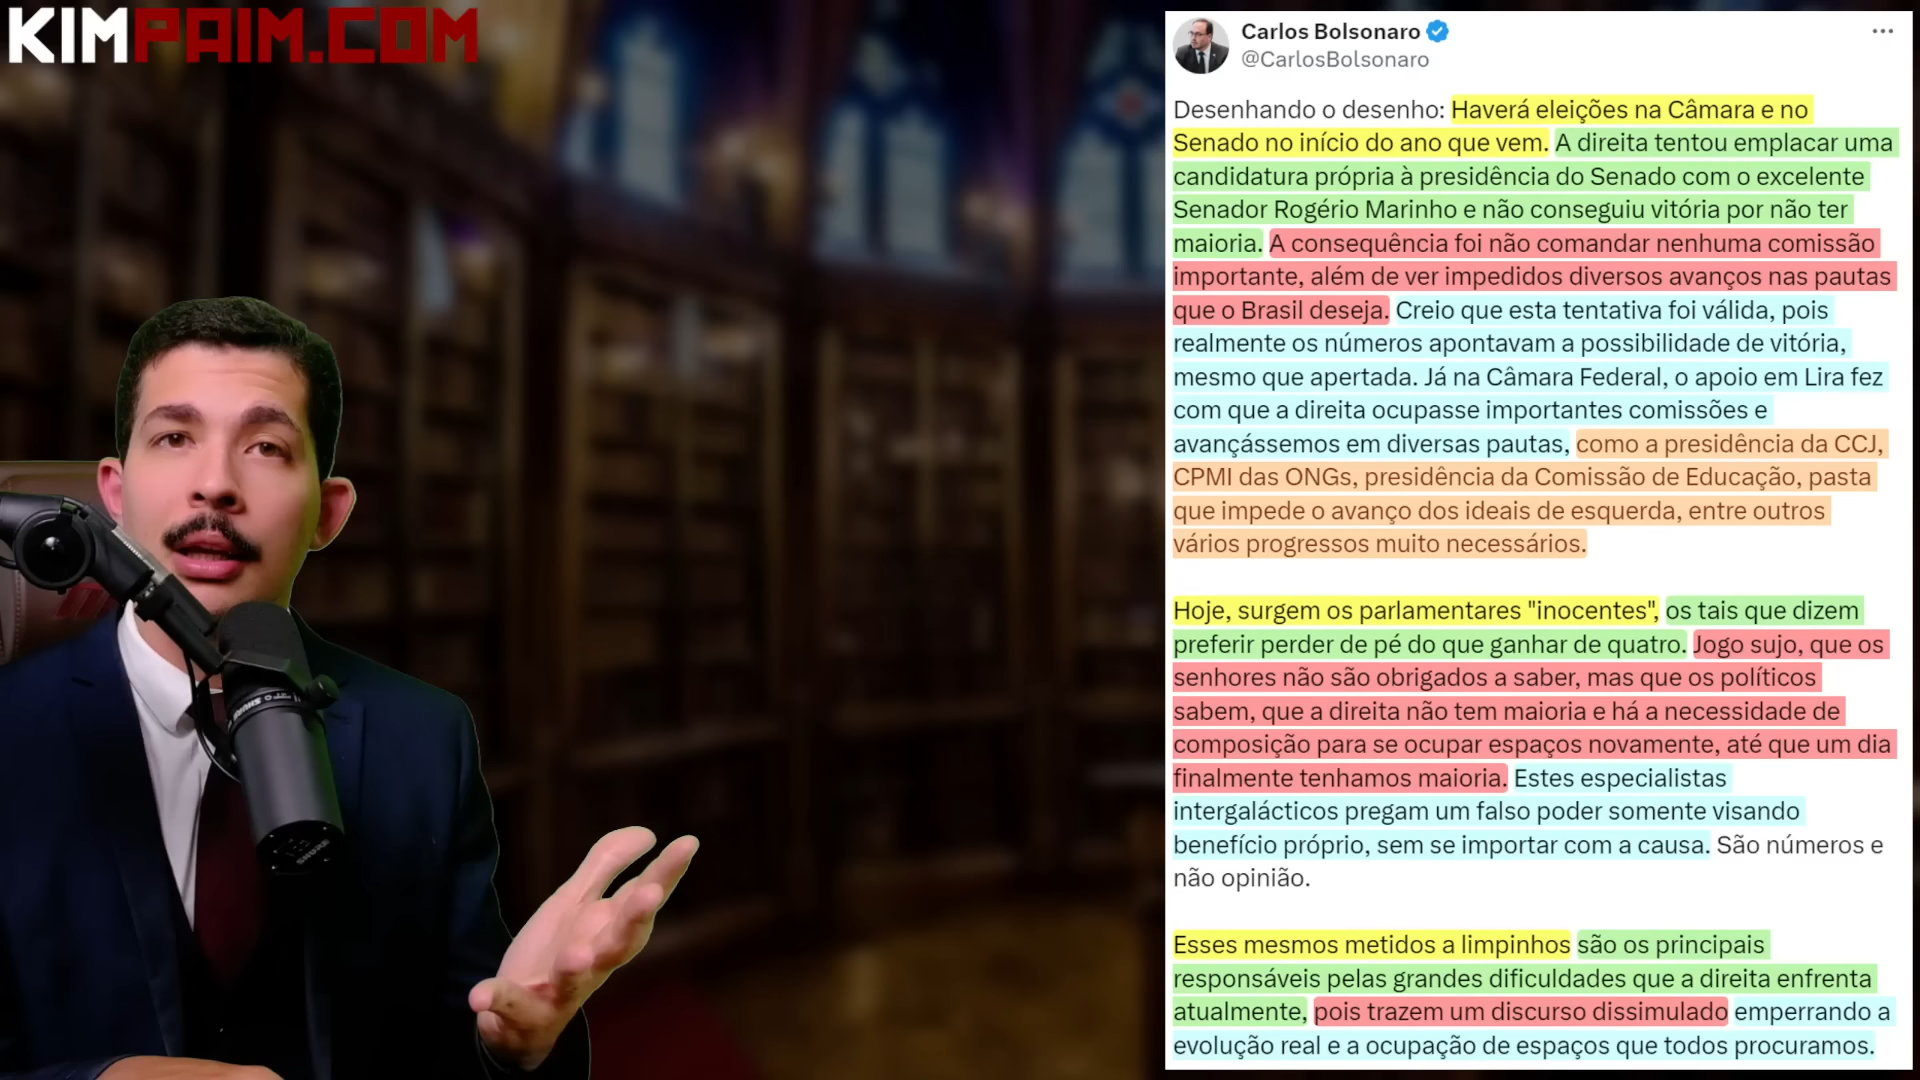 KIMPAIM.COM
Carlos Bolsonaro
@CarlosBolsonaro
Desenhando o desenho: Haverá eleições na Câmara e no
Senado no início do ano que vem. A direita tentou emplacar uma
candidatura própria à presidência do Senado com o excelente
Senador Rogério Marinho e não conseguiu vitória por não ter
maioria. A consequência foi não comandar nenhuma comissão
importante, além de ver impedidos diversos avanços nas pautas
que o Brasil deseja. Creio que esta tentativa foi válida, pois
realmente os números apontavam a possibilidade de vitória,
mesmo que apertada. Já na Câmara Federal, o apoio em Lira fez
com que a direita ocupasse importantes comissões e
avançássemos em diversas pautas, como a presidência da CCJ,
CPMI das ONGs, presidência da Comissão de Educação, pasta
que impede o avanço dos ideais de esquerda, entre outros
vários progressos muito necessários.
Hoje, surgem os parlamentares "inocentes", os tais que dizem
preferir perder de pé do que ganhar de quatro. Jogo sujo, que os
senhores não são obrigados a saber, mas que os políticos
sabem, que a direita não tem maioria e há a necessidade de
composição para se ocupar espaços novamente, até que um dia
finalmente tenhamos maioria. Estes especialistas
intergalácticos pregam um falso poder somente visando
benefício próprio, sem se importar com a causa. São números e
não opinião.
Esses mesmos metidos a limpinhos são os principais
responsáveis pelas grandes dificuldades que a direita enfrenta
atualmente, pois trazem um discurso dissimulado emperrando a
evolução real e a ocupação de espaços que todos procuramos.
SHURE